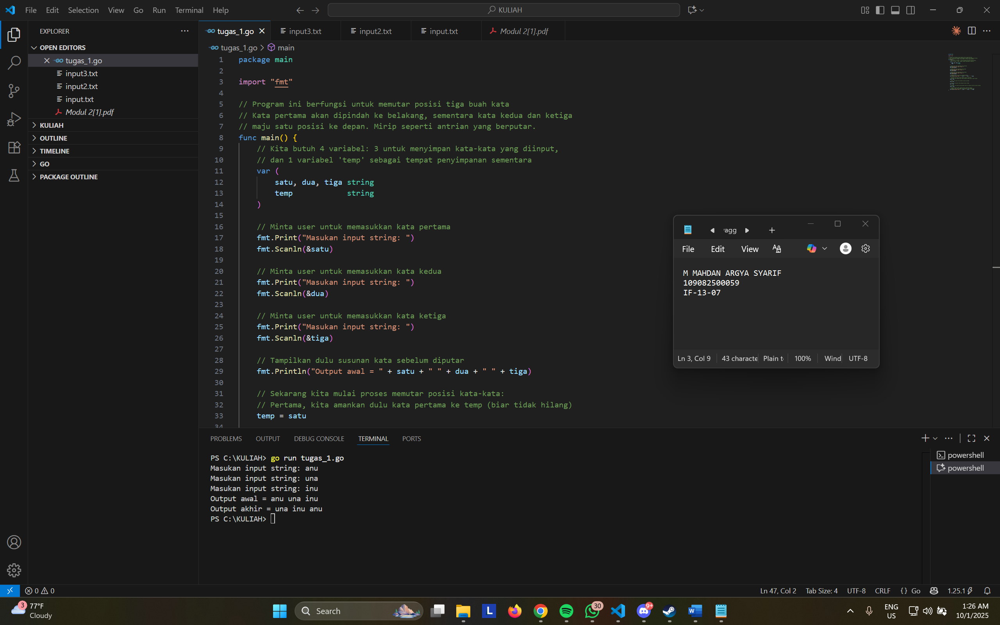 File Edit Selection View Go Run Terminal Help
KULIAH
EXPLORER
OPEN EDITORS
tugas_1.go
input3.txt
input2.txt
input.txt
Modul 2[1].pdf
KULIAH
OUTLINE
TIMELINE
GO
PACKAGE OUTLINE
tugas_1.go input3.txt input2.txt input.txt Modul 2[1].pdf
tugas_1.go > main
1 package main
2
3 import "fmt"
4
5 // Program ini berfungsi untuk memutar posisi tiga buah kata
6 // Kata pertama akan dipindah ke belakang, sementara kata kedua dan ketiga
7 // maju satu posisi ke depan. Mirip seperti antrian yang berputar.
8 func main() {
9 // Kita butuh 4 variabel: 3 untuk menyimpan kata-kata yang diinput,
10 // dan 1 variabel 'temp' sebagai tempat penyimpanan sementara
11 var (
12 satu, dua, tiga string
13 temp string
14 )
15
16 // Minta user untuk memasukkan kata pertama
17 fmt.Print("Masukan input string: ")
18 fmt.Scanln(&satu)
19
20 // Minta user untuk memasukkan kata kedua
21 fmt.Print("Masukan input string: ")
22 fmt.Scanln(&dua)
23
24 // Minta user untuk memasukkan kata ketiga
25 fmt.Print("Masukan input string: ")
26 fmt.Scanln(&tiga)
27
28 // Tampilkan dulu susunan kata sebelum diputar
29 fmt.Println("Output awal = " + satu + " " + dua + " " + tiga)
30
31 // Sekarang kita mulai proses memutar posisi kata-kata:
32 // Pertama, kita amankan dulu kata pertama ke temp (biar tidak hilang)
33 temp = satu
34
agg
File Edit View
M MAHDAN ARGYA SYARIF
109082500059
IF-13-07
Ln 3, Col 9 43 characte Plain t 100% Wind UTF-8
PROBLEMS OUTPUT DEBUG CONSOLE TERMINAL PORTS
PS C:\KULIAH> go run tugas_1.go
Masukan input string: anu
Masukan input string: una
Masukan input string: inu
Output awal = anu una inu
Output akhir = una inu anu
PS C:\KULIAH>
powershell
powershell
0 0
Ln 47, Col 2 Tab Size: 4 UTF-8 CRLF {} Go 1.25.1
3
77°F
Cloudy
Search
L
30
9+
W
ENG
US
1:26 AM
10/1/2025